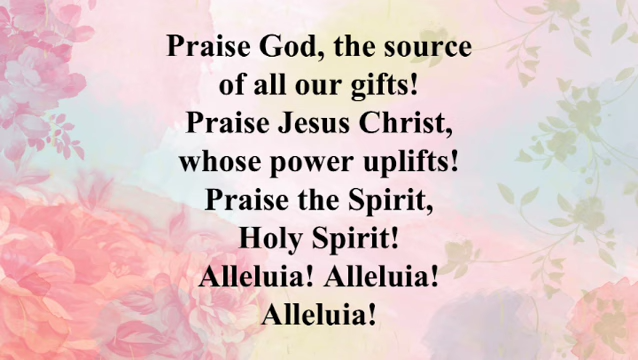 Praise God, the source
of all our gifts!
Praise Jesus Christ,
whose power uplifts!
Praise the Spirit,
Holy Spirit!
Alleluia! Alleluia!
Alleluia!